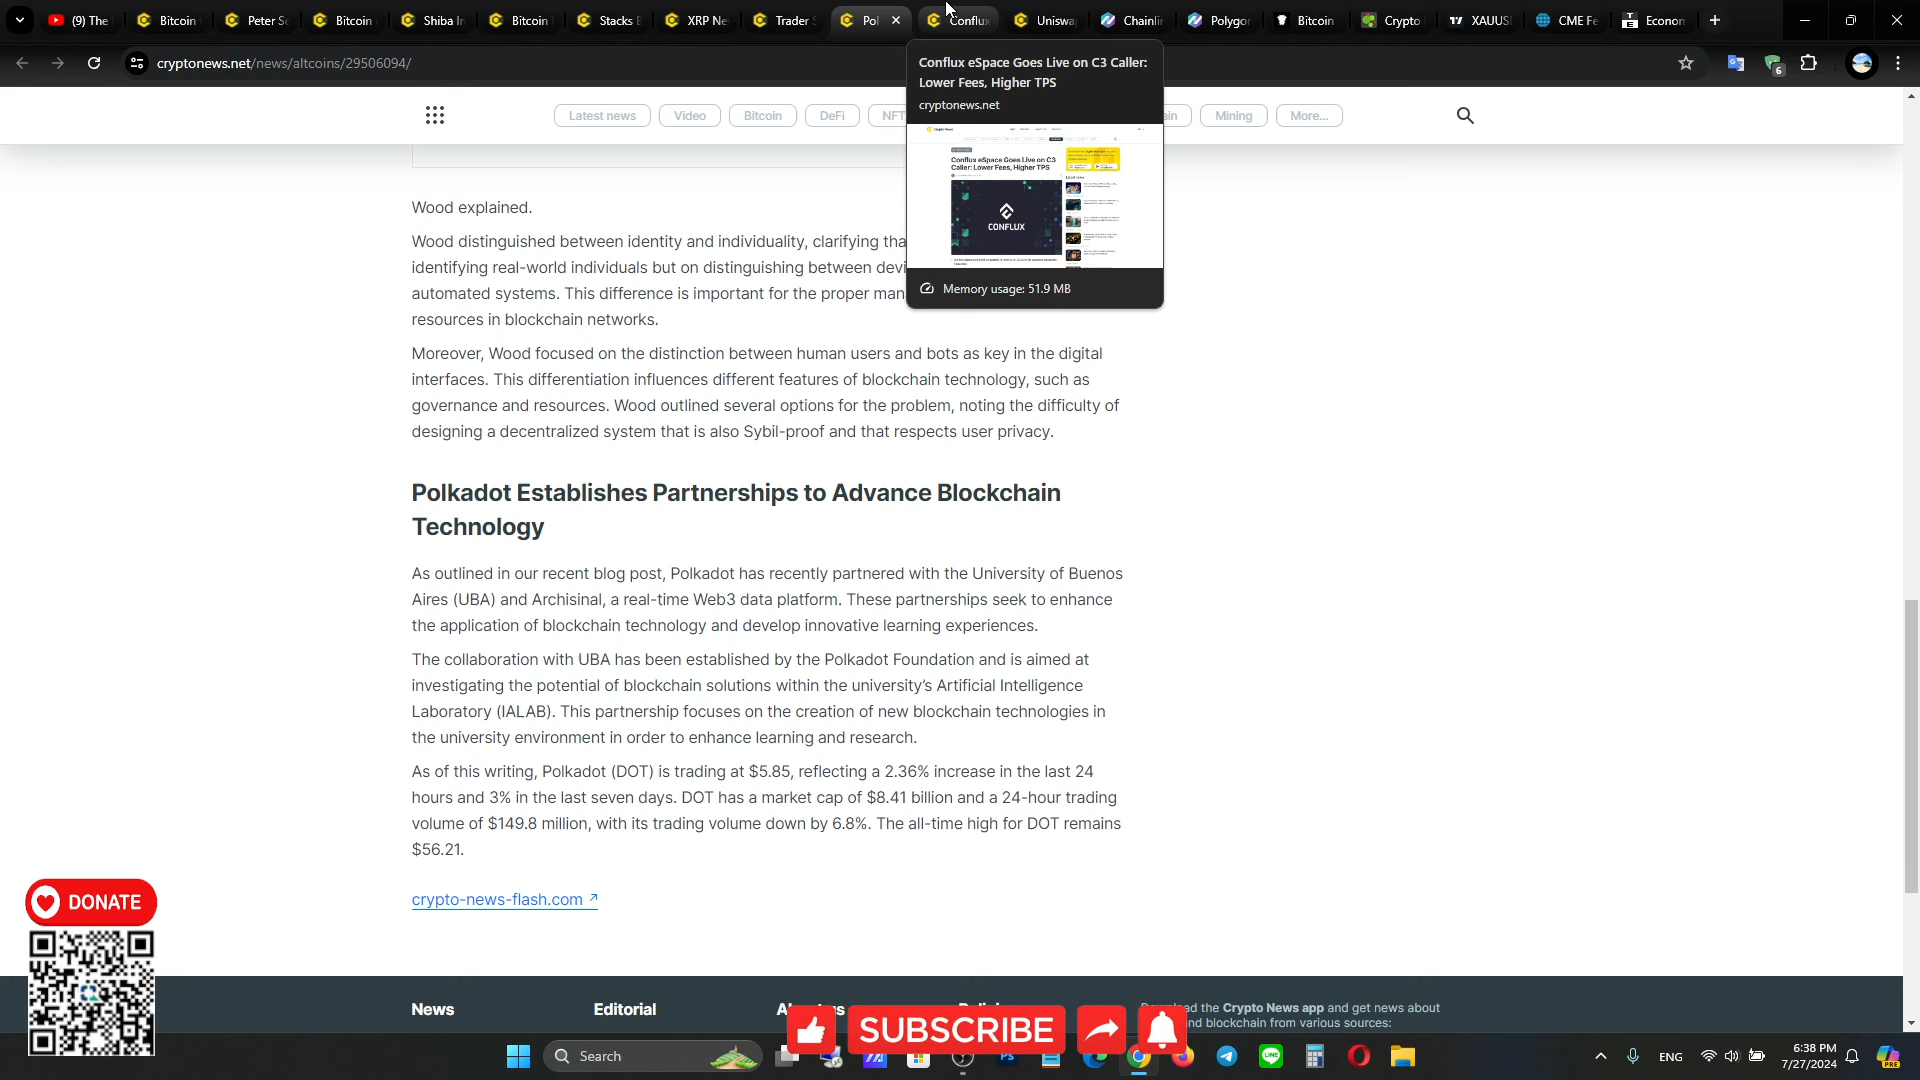 (9) The
Bitcoin
Peter Sc
Bitcoin
Shiba In
Bitcoin
Stacks
XRP Ne
Trader S
Pol
Conflux
Uniswa
Chainlin
Polygon
Bitcoin
Crypto
XAUUS
CME Fe
Econom
cryptonews.net/news/altcoins/29506094/
6
Conflux eSpace Goes Live on C3 Caller:
Lower Fees, Higher TPS
cryptonews.net
Latest news
Video
Bitcoin
DeFi
NFT
ain
Mining
More...
Conflux eSpace Goes Live on C3
Caller: Lower Fees, Higher TPS
CONFLUX
Memory usage: 51.9 MB
Wood explained.
Wood distinguished between identity and individuality, clarifying tha
identifying real-world individuals but on distinguishing between devi
automated systems. This difference is important for the proper man
resources in blockchain networks.
Moreover, Wood focused on the distinction between human users and bots as key in the digital
interfaces. This differentiation influences different features of blockchain technology, such as
governance and resources. Wood outlined several options for the problem, noting the difficulty of
designing a decentralized system that is also Sybil-proof and that respects user privacy.
Polkadot Establishes Partnerships to Advance Blockchain
Technology
As outlined in our recent blog post, Polkadot has recently partnered with the University of Buenos
Aires (UBA) and Archisinal, a real-time Web3 data platform. These partnerships seek to enhance
the application of blockchain technology and develop innovative learning experiences.
The collaboration with UBA has been established by the Polkadot Foundation and is aimed at
investigating the potential of blockchain solutions within the university's Artificial Intelligence
Laboratory (IALAB). This partnership focuses on the creation of new blockchain technologies in
the university environment in order to enhance learning and research.
As of this writing, Polkadot (DOT) is trading at $5.85, reflecting a 2.36% increase in the last 24
hours and 3% in the last seven days. DOT has a market cap of $8.41 billion and a 24-hour trading
volume of $149.8 million, with its trading volume down by 6.8%. The all-time high for DOT remains
$56.21.
crypto-news-flash.com
DONATE
News
Editorial
the Crypto News app and get news about
nd blockchain from various sources:
SUBSCRIBE
Search
ENG
6:38 PM
7/27/2024